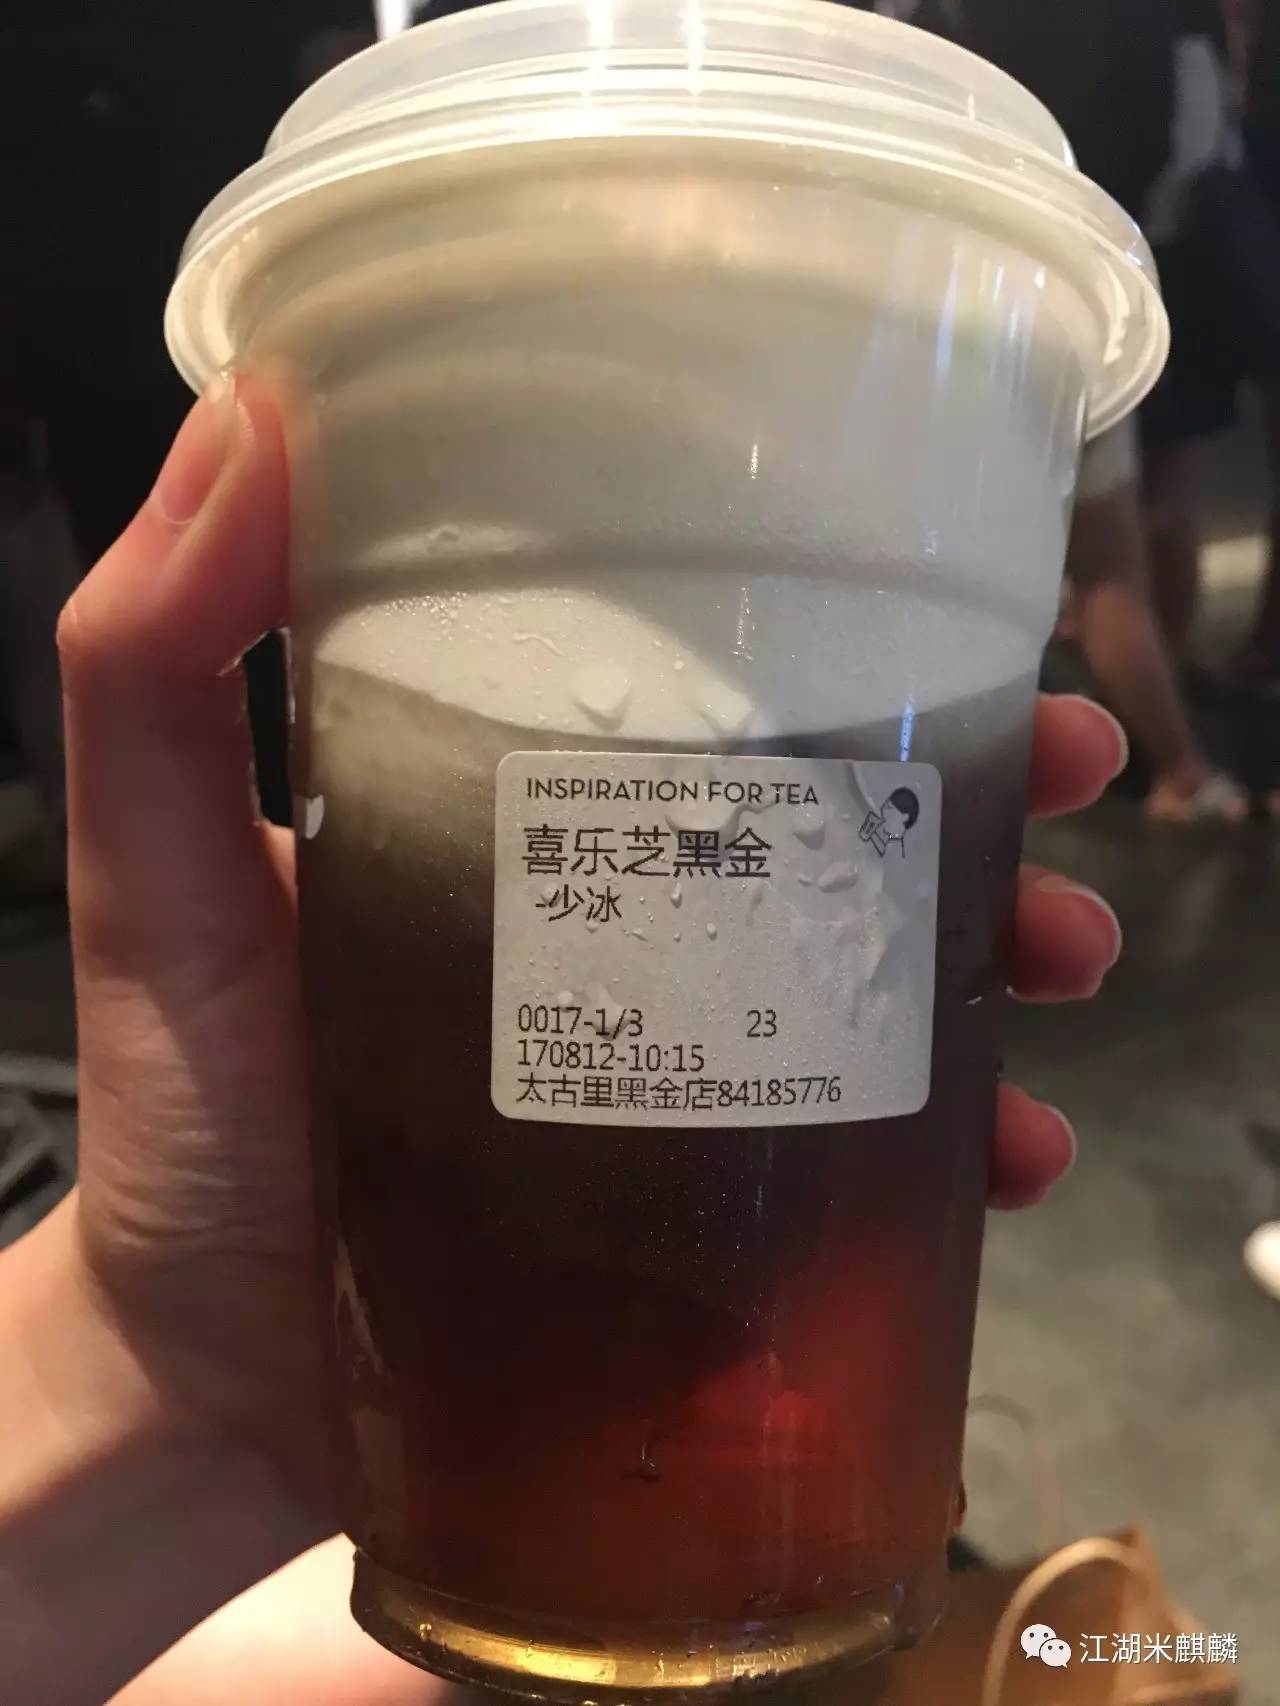 INSPIRATION FOR TEA
喜乐芝黑金
-少冰
0017-1/3 23
170812-10:15
太古里黑金店84185776
江湖米麒麟